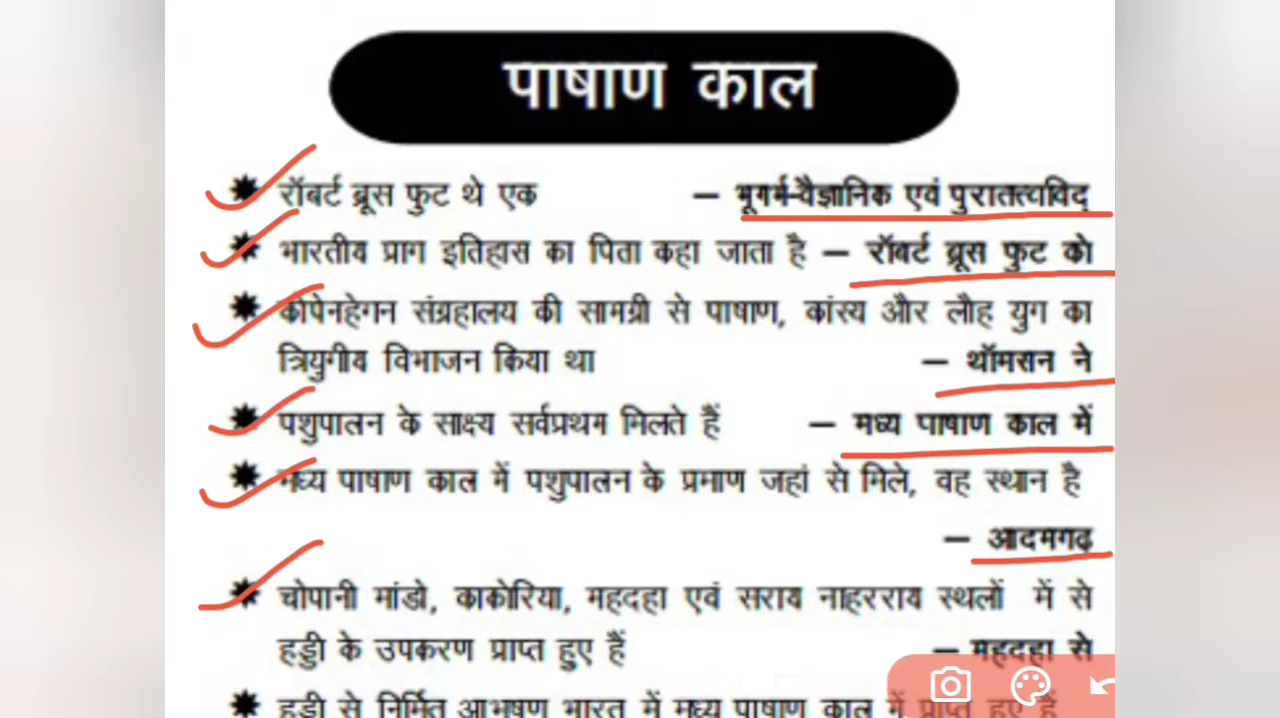 पाषाण काल
रॉबर्ट ब्रूस फुट थे एक – भूगर्भ-वैज्ञानिक एवं पुरातत्वविद्
भारतीय प्राग इतिहास का पिता कहा जाता है – रॉबर्ट ब्रूस फुट को
कोपेनहेगन संग्रहालय की सामग्री से पाषाण, कांस्य और लौह युग का
त्रियुगीय विभाजन किया था – थॉमसन ने
पशुपालन के साक्ष्य सर्वप्रथम मिलते हैं – मध्य पाषाण काल में
मध्य पाषाण काल में पशुपालन के प्रमाण जहां से मिले, वह स्थान है
– आदमगढ़
चोपानी मांडो, काकोरिया, महदहा एवं सराय नाहरराय स्थलों में से
हड्डी के उपकरण प्राप्त हुए हैं – महदहा से
हड्डी से निर्मित आभूषण भारत में मध्य पाषाण काल में प्राप्त हुए हैं